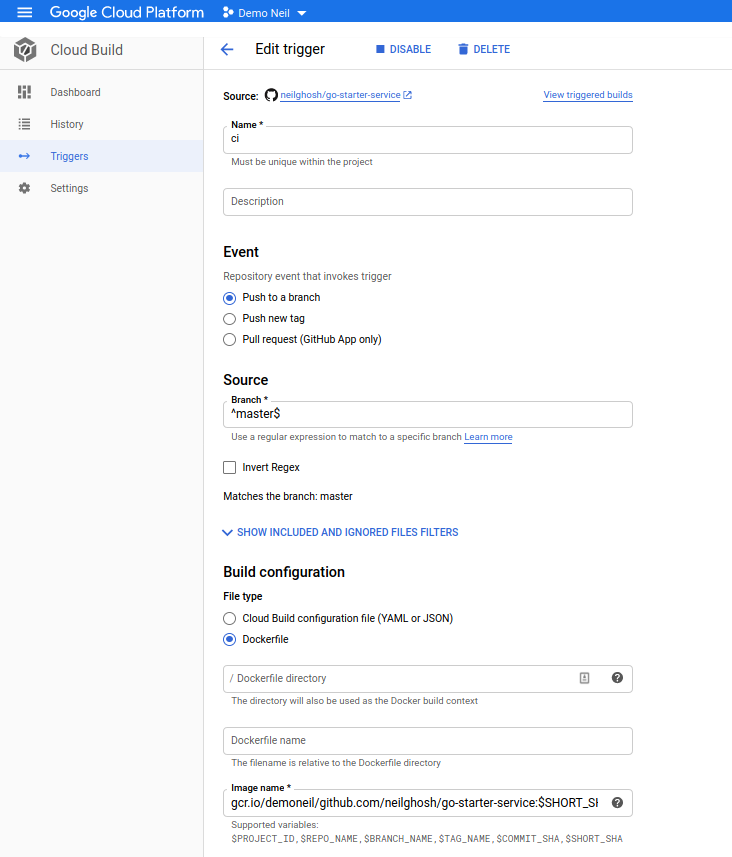 Google Cloud Platform Demo Neil
Cloud Build
Dashboard
History
Triggers
Settings
Edit trigger DISABLE DELETE
Source: neilghosh/go-starter-service View triggered builds
Name *
ci
Must be unique within the project
Description
Event
Repository event that invokes trigger
Push to a branch
Push new tag
Pull request (GitHub App only)
Source
Branch *
^master$
Use a regular expression to match to a specific branch Learn more
Invert Regex
Matches the branch: master
SHOW INCLUDED AND IGNORED FILES FILTERS
Build configuration
File type
Cloud Build configuration file (YAML or JSON)
Dockerfile
/ Dockerfile directory
The directory will also be used as the Docker build context
Dockerfile name
The filename is relative to the Dockerfile directory
Image name *
gcr.io/demoneil/github.com/neilghosh/go-starter-service:$SHORT_SH
Supported variables:
$PROJECT_ID,$REPO_NAME,$BRANCH_NAME,$TAG_NAME,$COMMIT_SHA,$SHORT_SHA